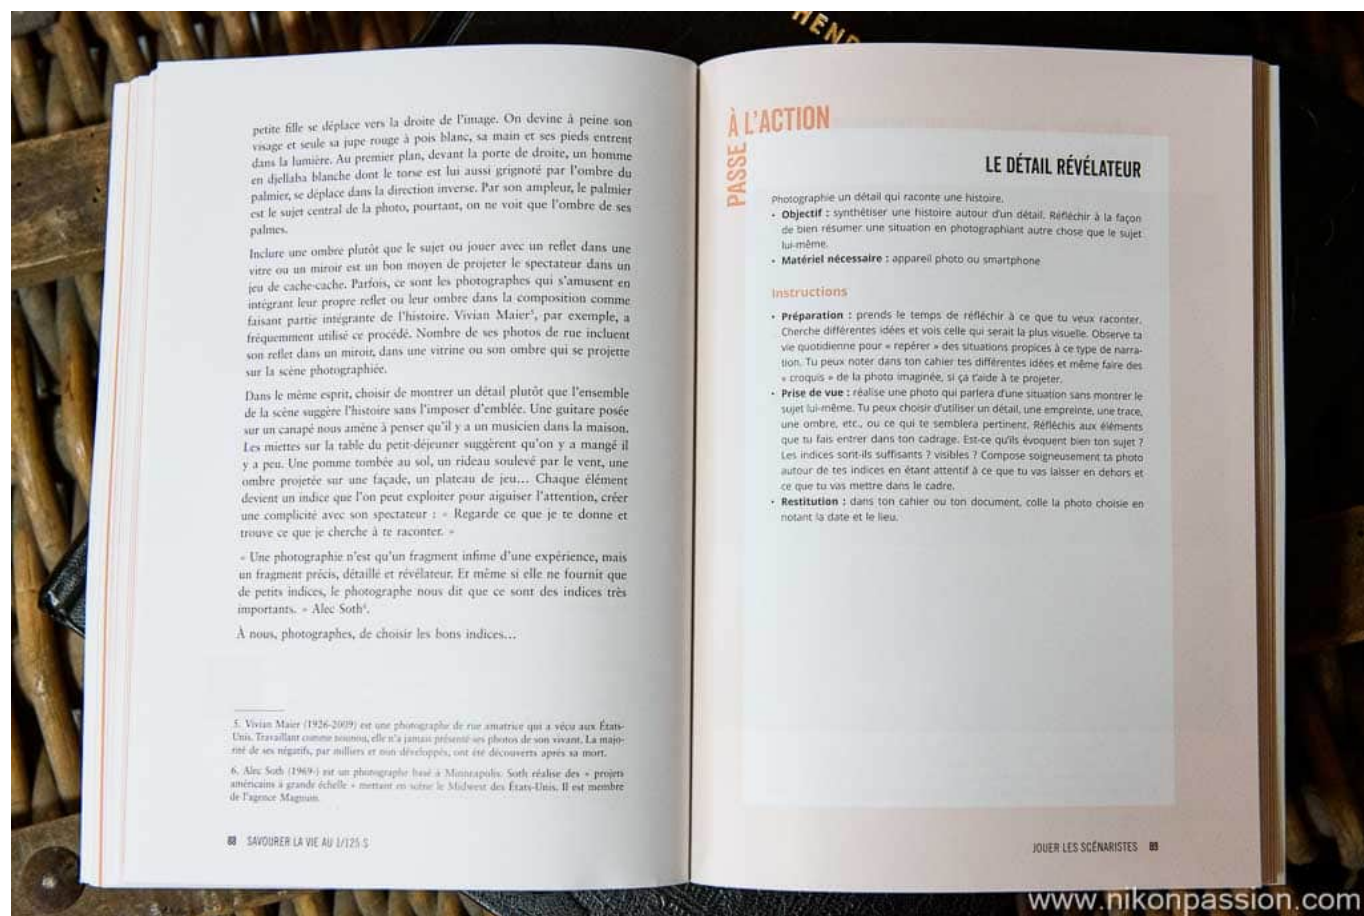 HEND
petite fille se déplace vers la droite de l'image. On devine à peine son
visage et seule sa jupe rouge à pois blanc, sa main et ses pieds entrent
dans la lumière. Au premier plan, devant la porte de droite, un homme
en djellaba blanche dont le torse est lui aussi grignoté par l'ombre du
palmier, se déplace dans la direction inverse. Par son ampleur, le palmier
est le sujet central de la photo, pourtant, on ne voit que l'ombre de ses
palmes.
Inclure une ombre plutôt que le sujet ou jouer avec un reflet dans une
vitre ou un miroir est un bon moyen de projeter le spectateur dans un
jeu de cache-cache. Parfois, ce sont les photographes qui s'amusent en
intégrant leur propre reflet ou leur ombre dans la composition comme
faisant partie intégrante de l'histoire. Vivian Maier⁵, par exemple, a
fréquemment utilisé ce procédé. Nombre de ses photos de rue incluent
son reflet dans un miroir, dans une vitrine ou son ombre qui se projette
sur la scène photographiée.
Dans le même esprit, choisir de montrer un détail plutôt que l'ensemble
de la scène suggère l'histoire sans l'imposer d'emblée. Une guitare posée
sur un canapé nous amène à penser qu'il y a un musicien dans la maison.
Les miettes sur la table du petit-déjeuner suggèrent qu'on y a mangé il
y a peu. Une pomme tombée au sol, un rideau soulevé par le vent, une
ombre projetée sur une façade, un plateau de jeu... Chaque élément
devient un indice que l'on peut exploiter pour aiguiser l'attention, créer
une complicité avec son spectateur : « Regarde ce que je te donne et
trouve ce que je cherche à te raconter. »
« Une photographie n'est qu'un fragment infime d'une expérience, mais
un fragment précis, détaillé et révélateur. Et même si elle ne fournit que
de petits indices, le photographe nous dit que ce sont des indices très
importants. » Alec Soth⁶.
À nous, photographes, de choisir les bons indices...
5. Vivian Maier (1926-2009) est une photographe de rue amatrice qui a vécu aux États-
Unis. Travaillant comme nounou, elle n'a jamais présenté ses photos de son vivant. La majo-
rité de ses négatifs, par milliers et non développés, ont été découverts après sa mort.
6. Alec Soth (1969-) est un photographe basé à Minneapolis. Soth réalise des « projets
américains à grande échelle » mettant en scène le Midwest des États-Unis. Il est membre
de l'agence Magnum.
88 SAVOURER LA VIE AU 1/125 S
PASSE À L'ACTION
LE DÉTAIL RÉVÉLATEUR
Photographie un détail qui raconte une histoire.
• Objectif : synthétiser une histoire autour d'un détail. Réfléchir à la façon
de bien résumer une situation en photographiant autre chose que le sujet
lui-même.
• Matériel nécessaire : appareil photo ou smartphone
Instructions
• Préparation : prends le temps de réfléchir à ce que tu veux raconter.
Cherche différentes idées et vois celle qui serait la plus visuelle. Observe ta
vie quotidienne pour « repérer » des situations propices à ce type de narra-
tion. Tu peux noter dans ton cahier tes différentes idées et même faire des
« croquis » de la photo imaginée, si ça t'aide à te projeter.
• Prise de vue : réalise une photo qui parlera d'une situation sans montrer le
sujet lui-même. Tu peux choisir d'utiliser un détail, une empreinte, une trace,
une ombre, etc., ou ce qui te semblera pertinent. Réfléchis aux éléments
que tu fais entrer dans ton cadrage. Est-ce qu'ils évoquent bien ton sujet ?
Les indices sont-ils suffisants ? visibles ? Compose soigneusement ta photo
autour de tes indices en étant attentif à ce que tu vas laisser en dehors et
ce que tu vas mettre dans le cadre.
• Restitution : dans ton cahier ou ton document, colle la photo choisie en
notant la date et le lieu.
JOUER LES SCÉNARISTES 89
www.nikonpassion.com